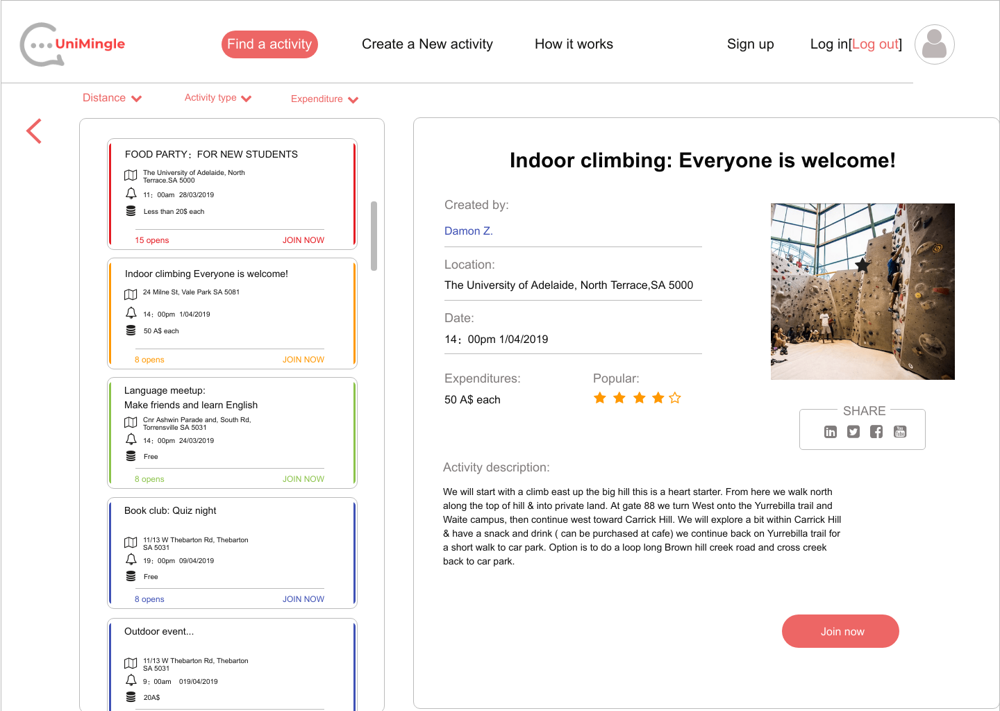 UniMingle
Find a activity
Create a New activity
How it works
Sign up
Log in[Log out]
Distance
Activity type
Expenditure
FOOD PARTY：FOR NEW STUDENTS
The University of Adelaide, North
Terrace.SA 5000
11：00am 28/03/2019
Less than 20$ each
15 opens
JOIN NOW
Indoor climbing Everyone is welcome!
24 Milne St, Vale Park SA 5081
14：00pm 1/04/2019
50 A$ each
8 opens
JOIN NOW
Language meetup:
Make friends and learn English
Cnr Ashwin Parade and, South Rd,
Torrensville SA 5031
14：00pm 24/03/2019
Free
8 opens
JOIN NOW
Book club: Quiz night
11/13 W Thebarton Rd, Thebarton
SA 5031
19：00pm 09/04/2019
Free
8 opens
JOIN NOW
Outdoor event...
11/13 W Thebarton Rd, Thebarton
SA 5031
9：00am 019/04/2019
20A$
Indoor climbing: Everyone is welcome!
Created by:
Damon Z.
Location:
The University of Adelaide, North Terrace,SA 5000
Date:
14：00pm 1/04/2019
Expenditures:
50 A$ each
Popular:
SHARE
in
You
Tube
Activity description:
We will start with a climb east up the big hill this is a heart starter. From here we walk north
along the top of hill & into private land. At gate 88 we turn West onto the Yurrebilla trail and
Waite campus, then continue west toward Carrick Hill. We will explore a bit within Carrick Hill
& have a snack and drink ( can be purchased at cafe) we continue back on Yurrebilla trail for
a short walk to car park. Option is to do a loop long Brown hill creek road and cross creek
back to car park.
Join now